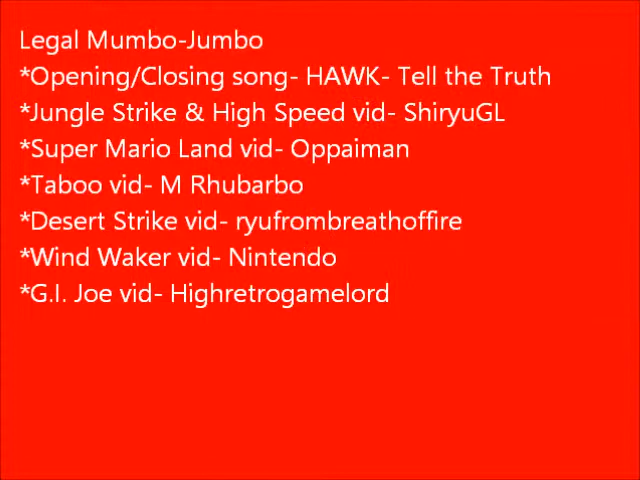 Legal Mumbo-Jumbo
*Opening/Closing song- HAWK- Tell the Truth
*Jungle Strike & High Speed vid- ShiryuGL
*Super Mario Land vid- Oppaiman
*Taboo vid- M Rhubarbo
*Desert Strike vid- ryufrombreathoffire
*Wind Waker vid- Nintendo
*G.I. Joe vid- Highretrogamelord